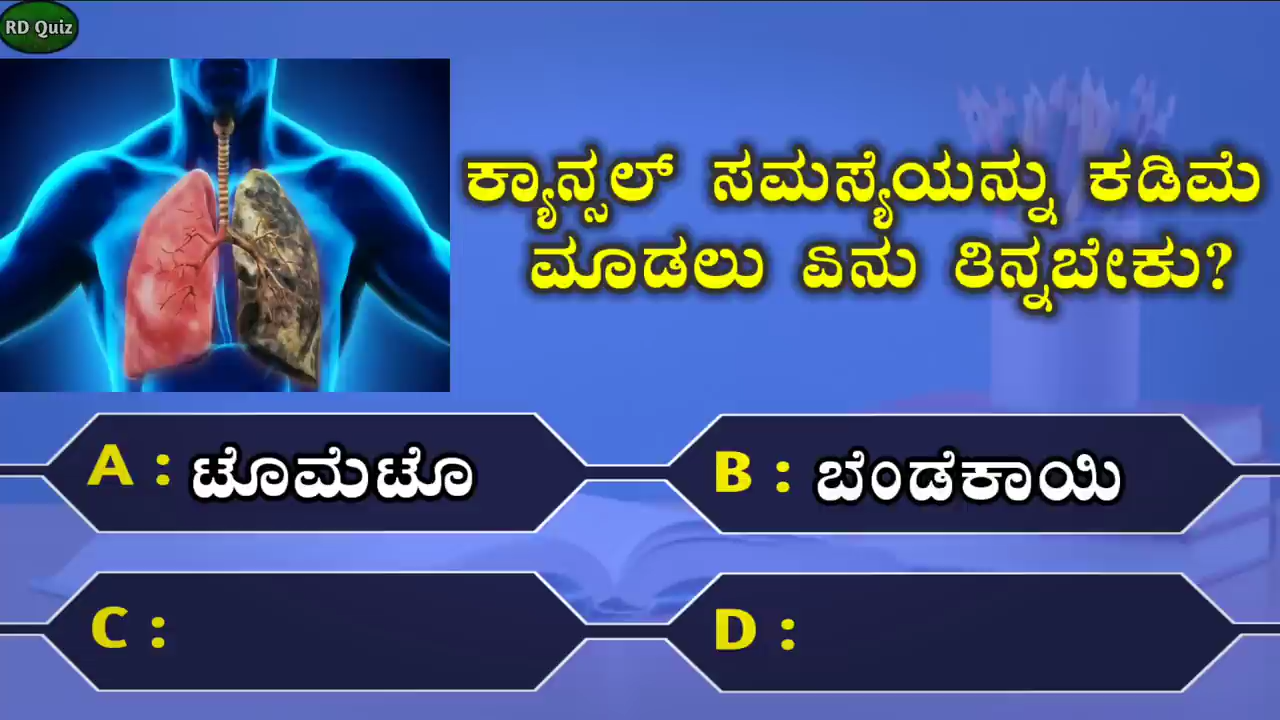 RD Quiz
ಕ್ಯಾನ್ಸಲ್ ಸಮಸ್ಯೆಯನ್ನು ಕಡಿಮೆ
ಮಾಡಲು ಏನು ತಿನ್ನಬೇಕು?
A : ಟೊಮೆಟೊ
B : ಬೆಂಡೆಕಾಯಿ
C :
D :